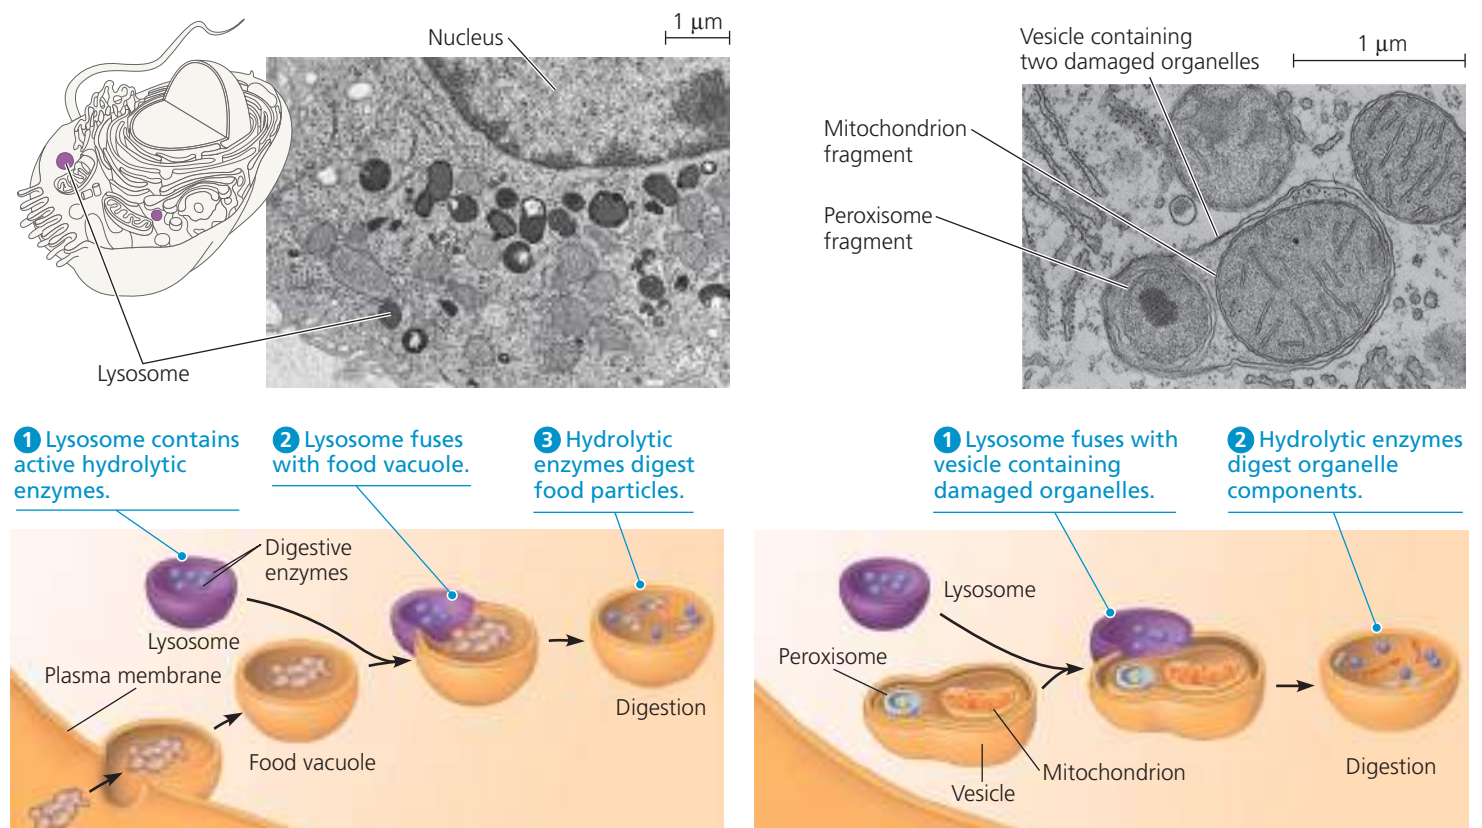 Nucleus
1 μm
Lysosome
1 Lysosome contains
active hydrolytic
enzymes.
2 Lysosome fuses
with food vacuole.
3 Hydrolytic
enzymes digest
food particles.
Digestive
enzymes
Lysosome
Plasma membrane
Food vacuole
Digestion
Vesicle containing
two damaged organelles
1 μm
Mitochondrion
fragment
Peroxisome
fragment
1 Lysosome fuses with
vesicle containing
damaged organelles.
2 Hydrolytic enzymes
digest organelle
components.
Lysosome
Peroxisome
Mitochondrion
Vesicle
Digestion